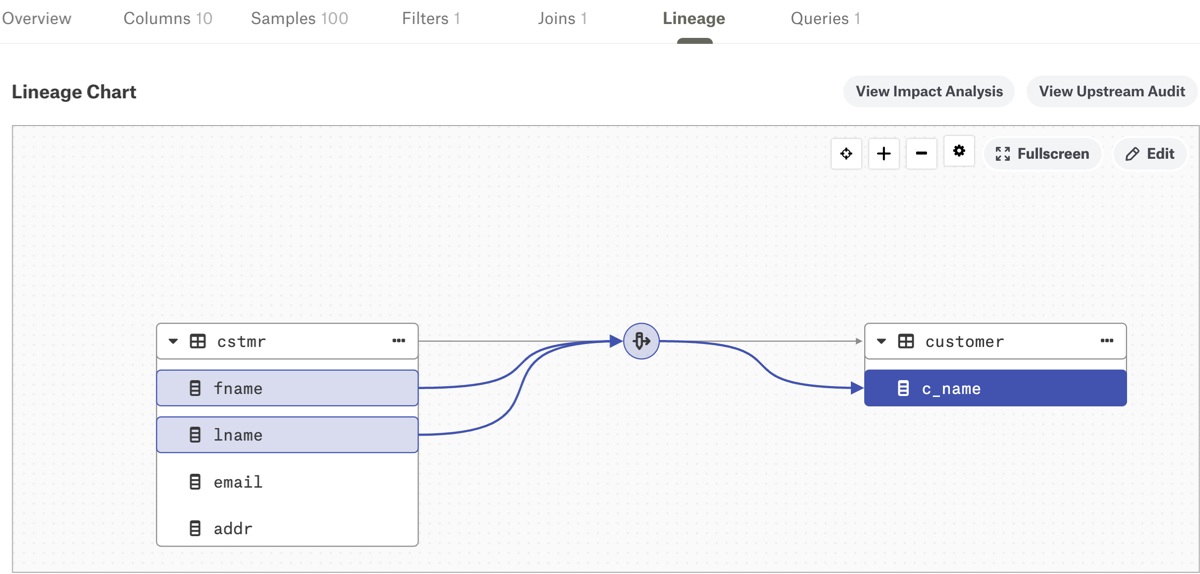 Overview Columns 10 Samples 100 Filters 1 Joins 1 Lineage Queries 1
Lineage Chart View Impact Analysis View Upstream Audit
Fullscreen Edit
cstmr customer
fname c_name
lname
email
addr